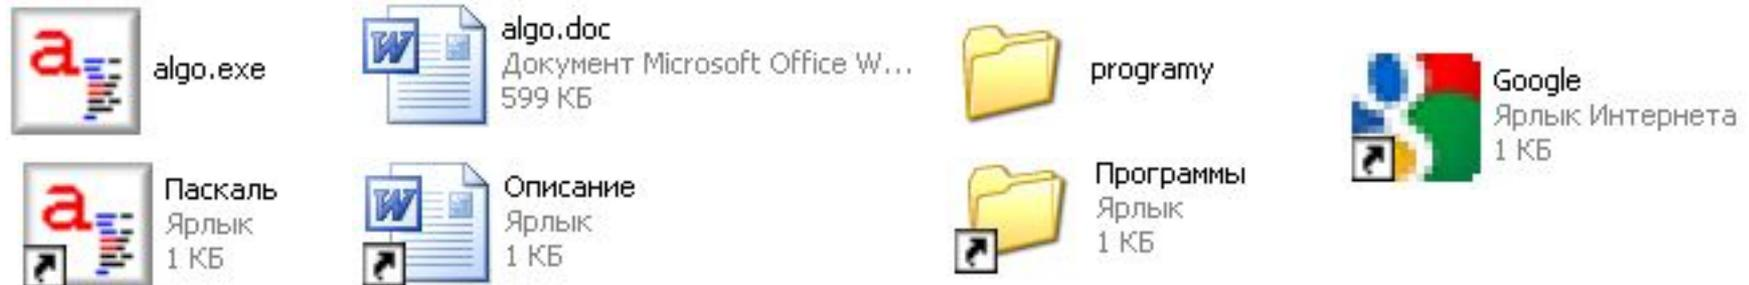 algo.exe
algo.doc
Документ Microsoft Office W...
599 КБ
programy
Google
Ярлык Интернета
1 КБ
Паскаль
Ярлык
1 КБ
Описание
Ярлык
1 КБ
Программы
Ярлык
1 КБ